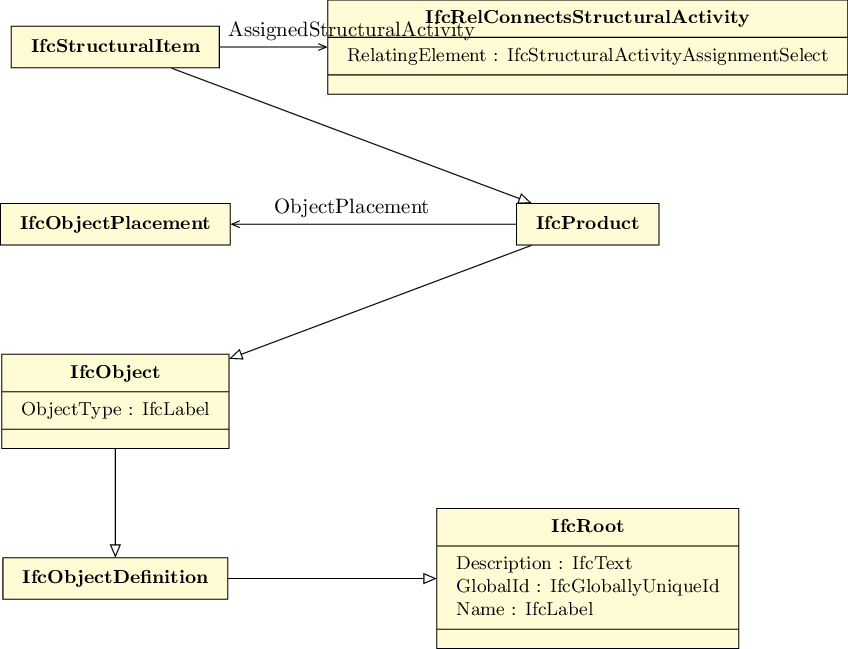 IfcStructuralItem
AssignedStructuralActivity
IfcRelConnectsStructuralActivity
RelatingElement : IfcStructuralActivityAssignmentSelect
IfcObjectPlacement
ObjectPlacement
IfcProduct
IfcObject
ObjectType : IfcLabel
IfcObjectDefinition
IfcRoot
Description : IfcText
GlobalId : IfcGloballyUniqueId
Name : IfcLabel